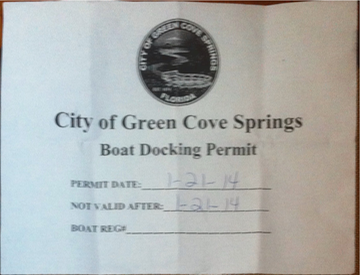 CITY OF GREEN COVE SPRINGS
FLORIDA
City of Green Cove Springs
Boat Docking Permit
PERMIT DATE: 1-21-14
NOT VALID AFTER: 1-21-14
BOAT REG#